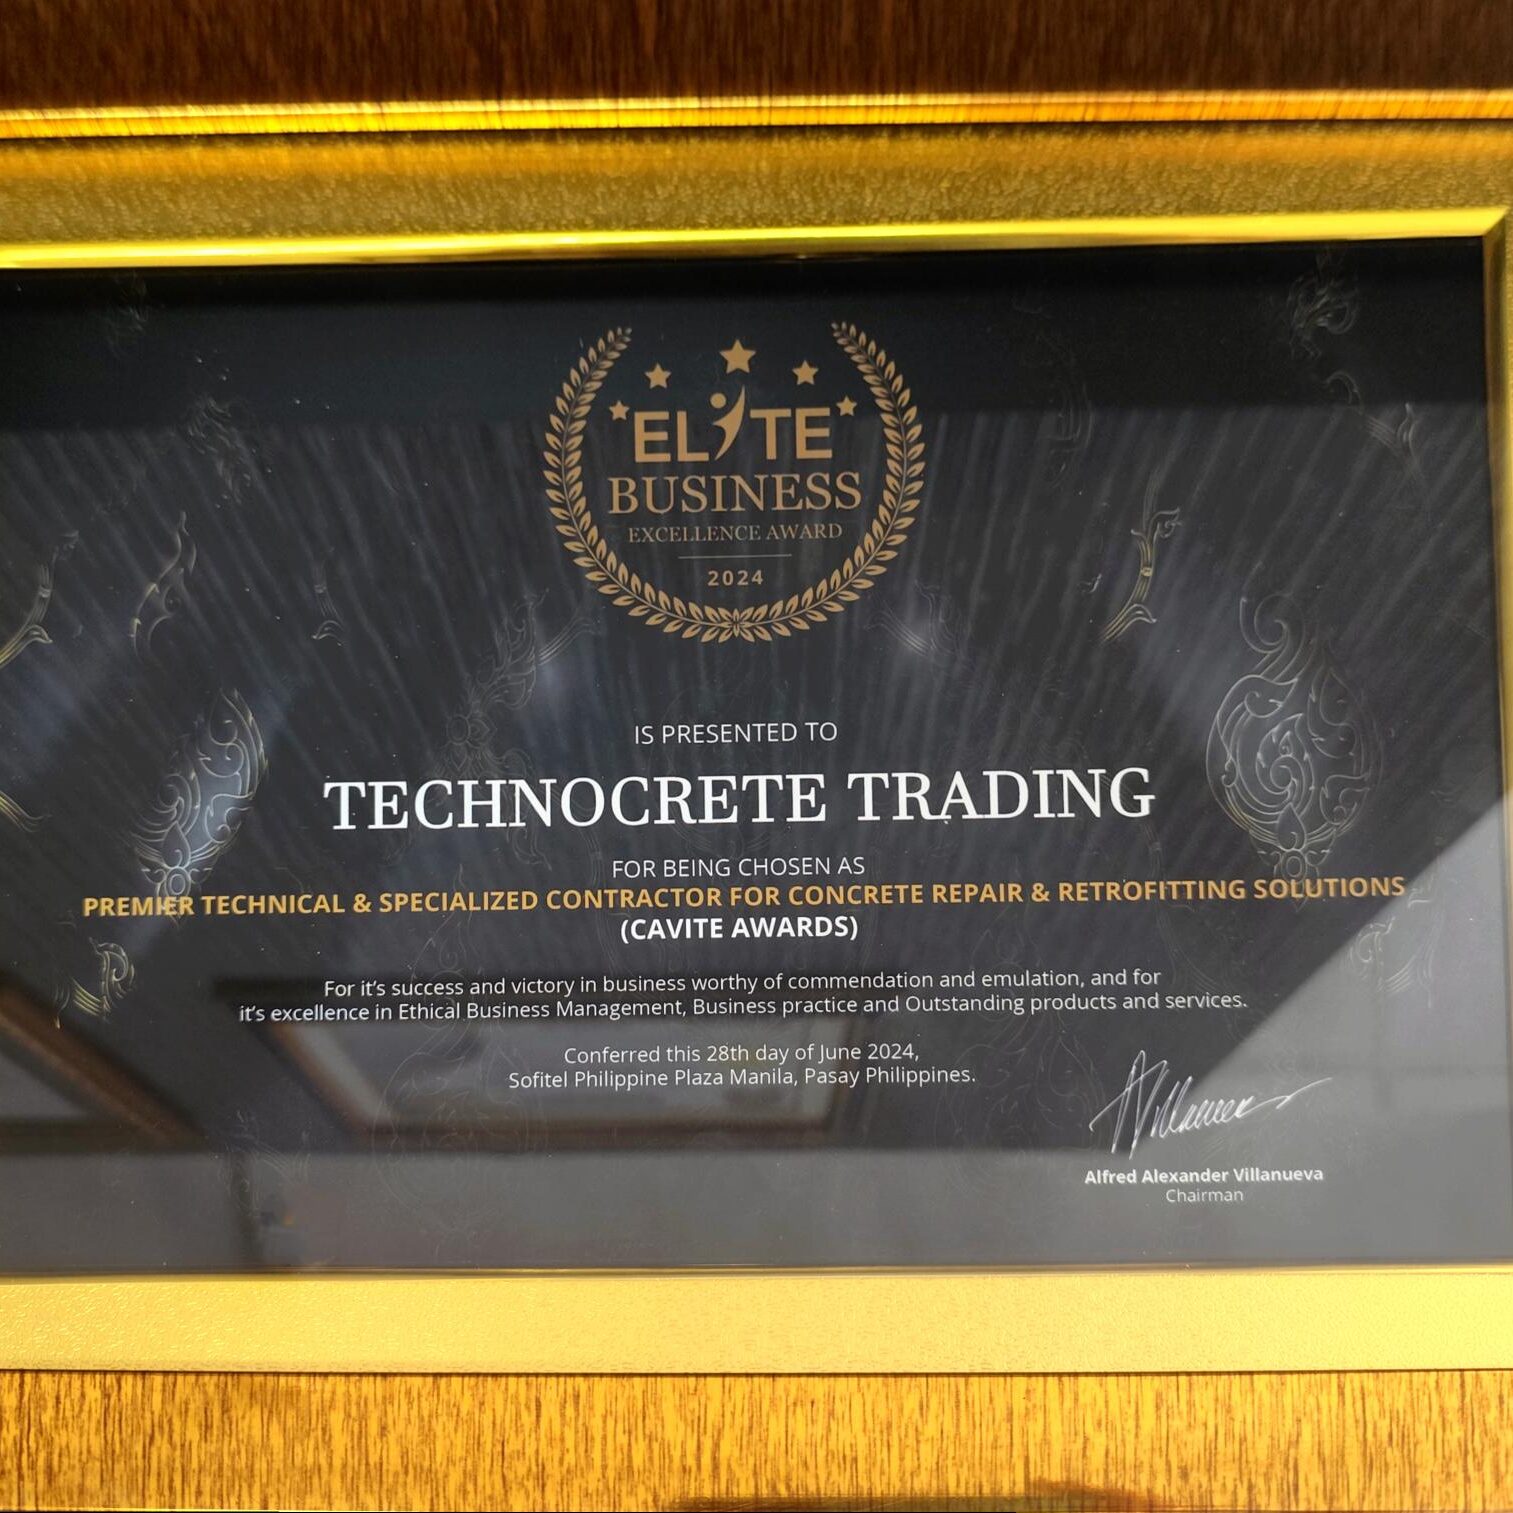 ELITE
BUSINESS
EXCELLENCE AWARD
2024
IS PRESENTED TO
TECHNOCRETE TRADING
FOR BEING CHOSEN AS
PREMIER TECHNICAL & SPECIALIZED CONTRACTOR FOR CONCRETE REPAIR & RETROFITTING SOLUTIONS
(CAVITE AWARDS)
For it's success and victory in business worthy of commendation and emulation, and for
it's excellence in Ethical Business Management, Business practice and Outstanding products and services.
Conferred this 28th day of June 2024,
Sofitel Philippine Plaza Manila, Pasay Philippines.
Alfred Alexander Villanueva
Chairman